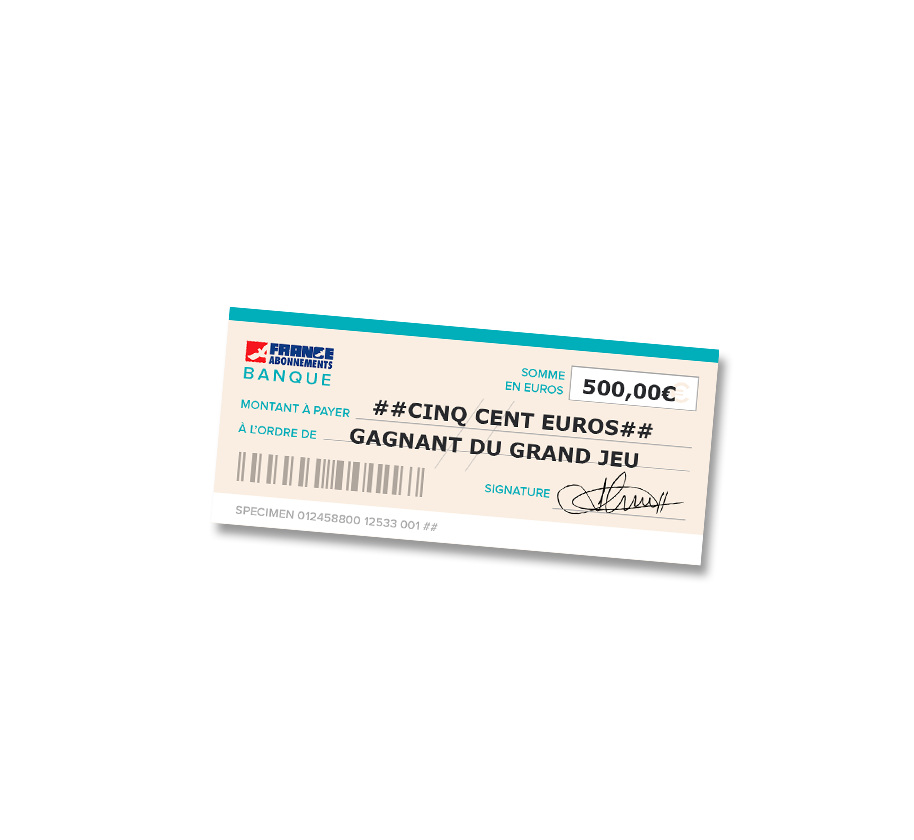 FRANCE
ABONNEMENTS
BANQUE
SOMME
EN EUROS
500,00€
MONTANT À PAYER ##CINQ CENT EUROS##
À L'ORDRE DE GAGNANT DU GRAND JEU
SIGNATURE
SPECIMEN 012458800 12533 001 ##